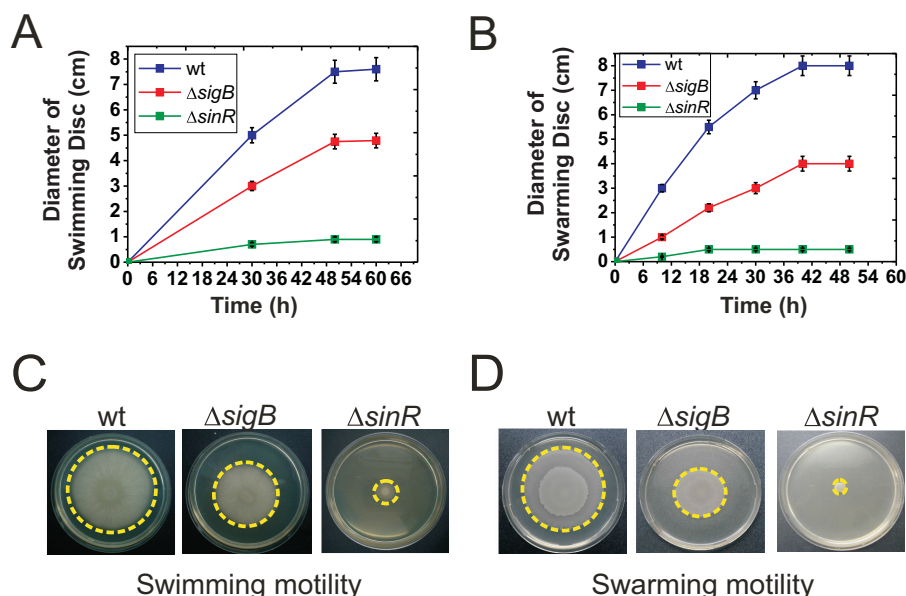 A
Diameter of
Swimming Disc (cm)
8
7
6
5
4
3
2
1
0
wt
ΔsigB
ΔsinR
0 6 12 18 24 30 36 42 48 54 60 66
Time (h)
B
Diameter of
Swarming Disc (cm)
8
7
6
5
4
3
2
1
0
wt
ΔsigB
ΔsinR
0 6 12 18 24 30 36 42 48 54 60
Time (h)
C
wt ΔsigB ΔsinR
Swimming motility
D
wt ΔsigB ΔsinR
Swarming motility